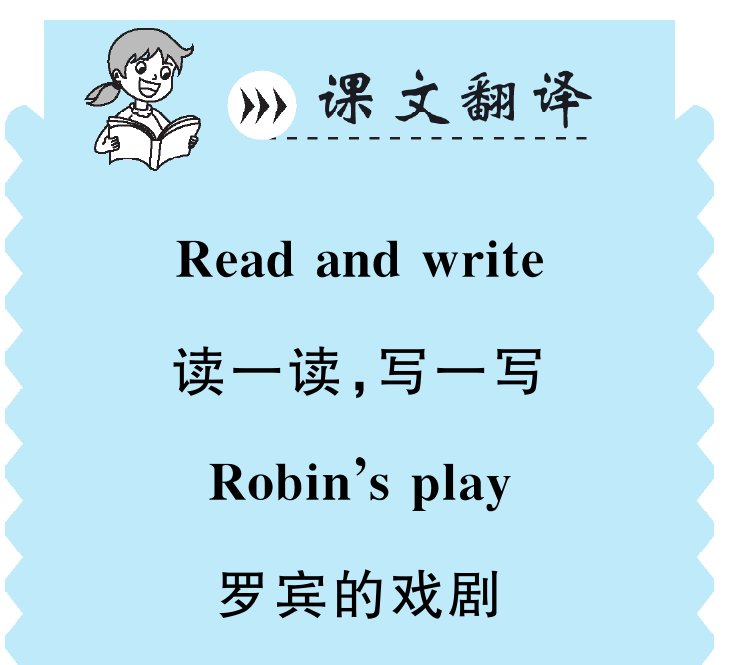 课文翻译
Read and write
读一读,写一写
Robin's play
罗宾的戏剧